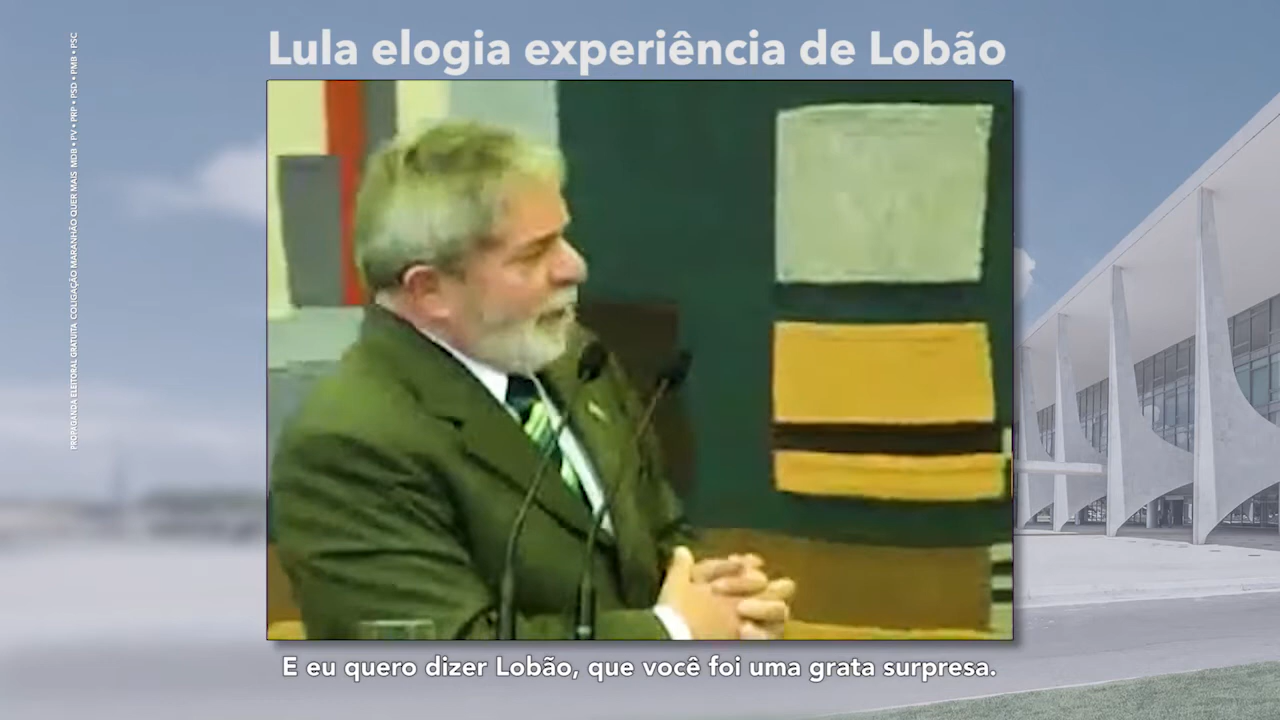 Lula elogia experiência de Lobão
PROPAGANDA ELEITORAL GRATUITA COLIGAÇÃO MARANHÃO QUER MAIS MDB • PV • PRP • PSD • PMB • PSC
E eu quero dizer Lobão, que você foi uma grata surpresa.